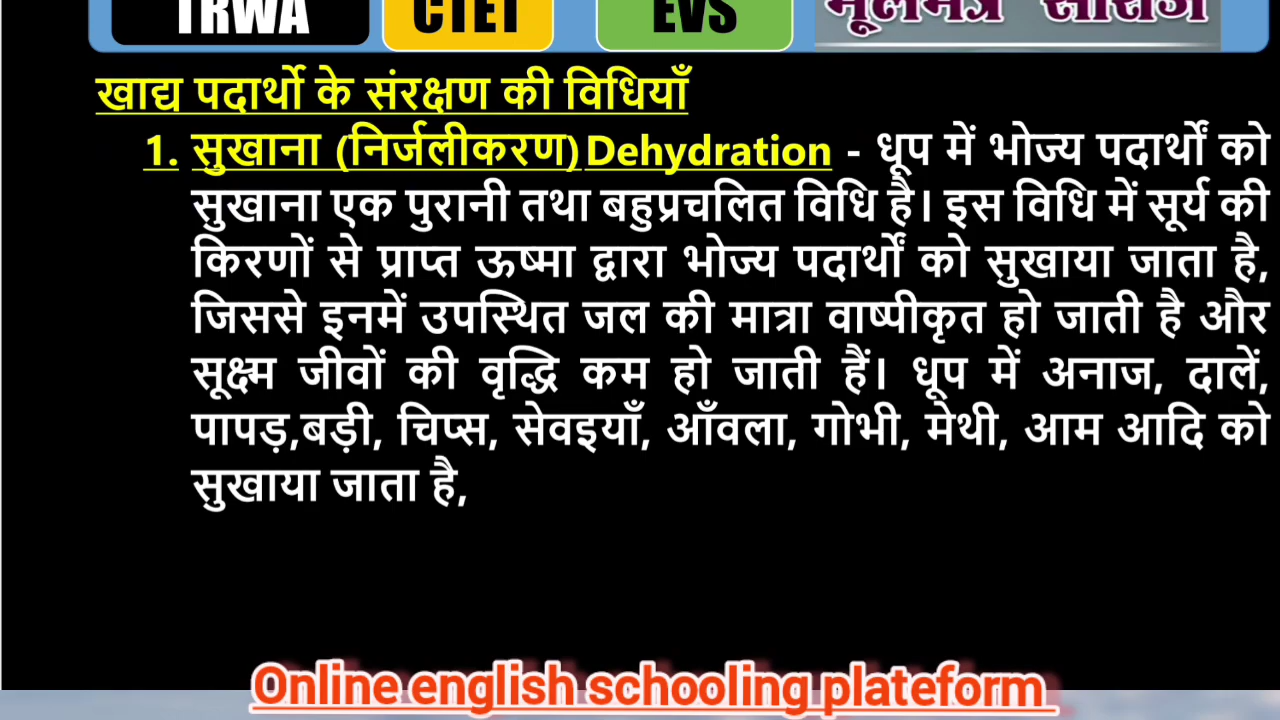 TRWA CTET EVS मूलमंत्र सीरीज
खाद्य पदार्थो के संरक्षण की विधियाँ
1. सुखाना (निर्जलीकरण) Dehydration - धूप में भोज्य पदार्थों को
सुखाना एक पुरानी तथा बहुप्रचलित विधि है। इस विधि में सूर्य की
किरणों से प्राप्त ऊष्मा द्वारा भोज्य पदार्थों को सुखाया जाता है,
जिससे इनमें उपस्थित जल की मात्रा वाष्पीकृत हो जाती है और
सूक्ष्म जीवों की वृद्धि कम हो जाती हैं। धूप में अनाज, दालें,
पापड़,बड़ी, चिप्स, सेवइयाँ, आँवला, गोभी, मेथी, आम आदि को
सुखाया जाता है,
Online english schooling plateform